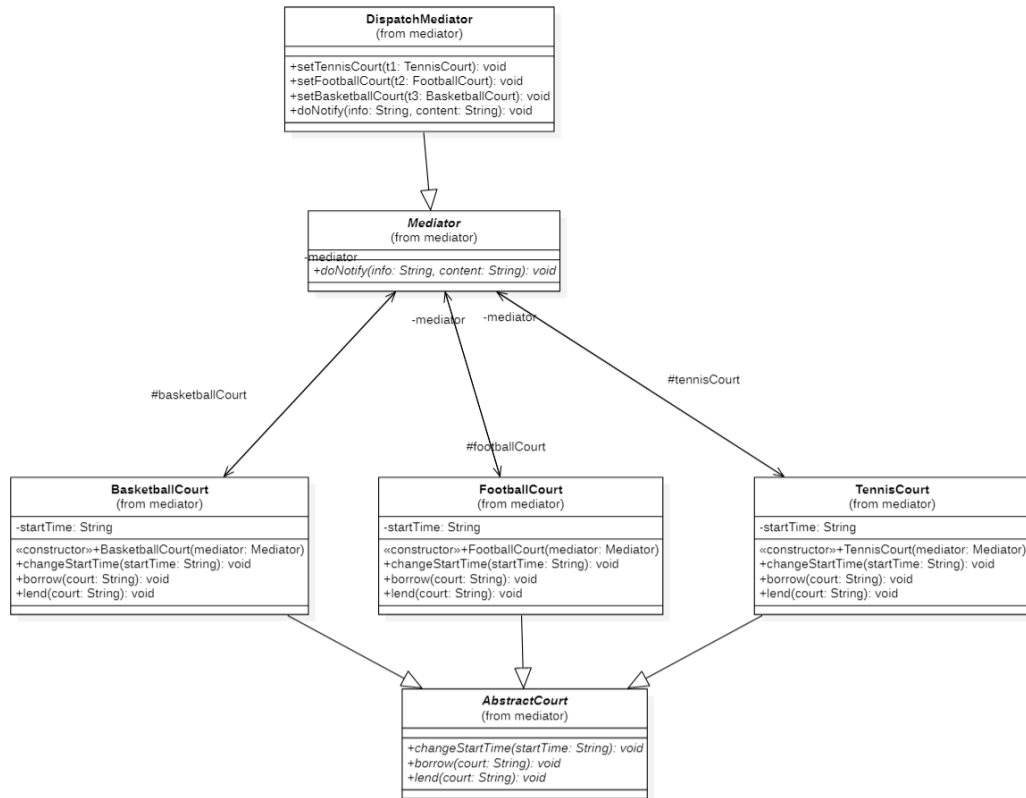 DispatchMediator
(from mediator)
+setTennisCourt(t1: TennisCourt): void
+setFootballCourt(t2: FootballCourt): void
+setBasketballCourt(t3: BasketballCourt): void
+doNotify(info: String, content: String): void
Mediator
(from mediator)
-mediator
+doNotify(info: String, content: String): void
-mediator
-mediator
#basketballCourt
#footballCourt
#tennisCourt
BasketballCourt
(from mediator)
-startTime: String
«constructor»+BasketballCourt(mediator: Mediator)
+changeStartTime(startTime: String): void
+borrow(court: String): void
+lend(court: String): void
FootballCourt
(from mediator)
-startTime: String
«constructor»+FootballCourt(mediator: Mediator)
+changeStartTime(startTime: String): void
+borrow(court: String): void
+lend(court: String): void
TennisCourt
(from mediator)
-startTime: String
«constructor»+TennisCourt(mediator: Mediator)
+changeStartTime(startTime: String): void
+borrow(court: String): void
+lend(court: String): void
AbstractCourt
(from mediator)
+changeStartTime(startTime: String): void
+borrow(court: String): void
+lend(court: String): void